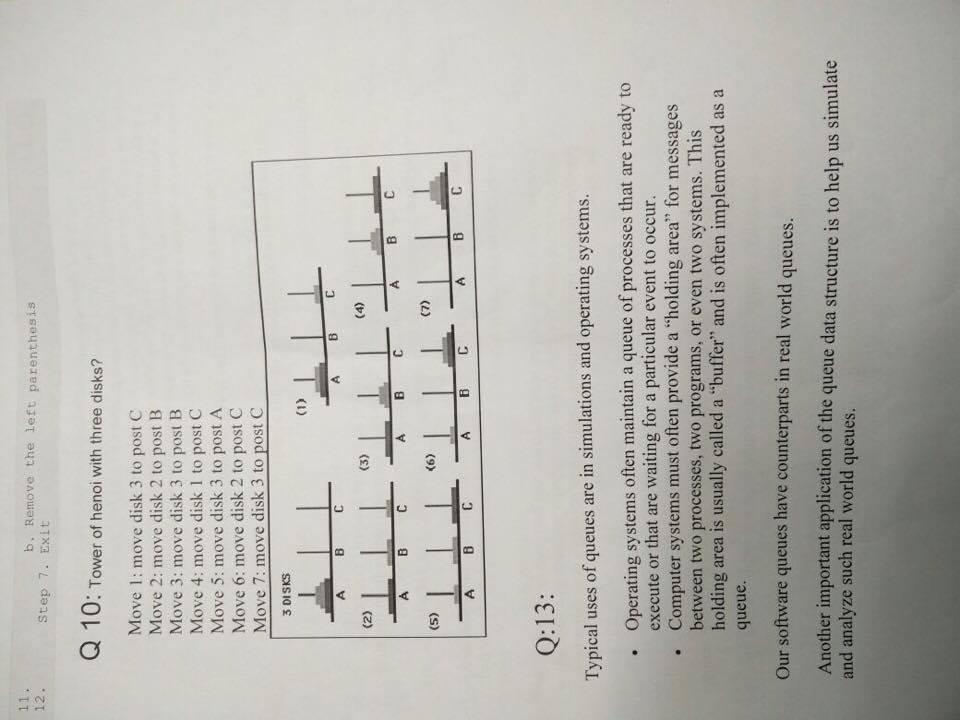 11. b. Remove the left parenthesis
12. Step 7. Exit
Q 10: Tower of henoi with three disks?
Move 1: move disk 3 to post C
Move 2: move disk 2 to post B
Move 3: move disk 3 to post B
Move 4: move disk 1 to post C
Move 5: move disk 3 to post A
Move 6: move disk 2 to post C
Move 7: move disk 3 to post C
3 DISKS
A B C
(1)
A B C
(2)
A B C
(3)
A B C
(4)
A B C
(5)
A B C
(6)
A B C
(7)
A B C
Q:13:
Typical uses of queues are in simulations and operating systems.
• Operating systems often maintain a queue of processes that are ready to
execute or that are waiting for a particular event to occur.
• Computer systems must often provide a “holding area” for messages
between two processes, two programs, or even two systems. This
holding area is usually called a “buffer” and is often implemented as a
queue.
Our software queues have counterparts in real world queues.
Another important application of the queue data structure is to help us simulate
and analyze such real world queues.